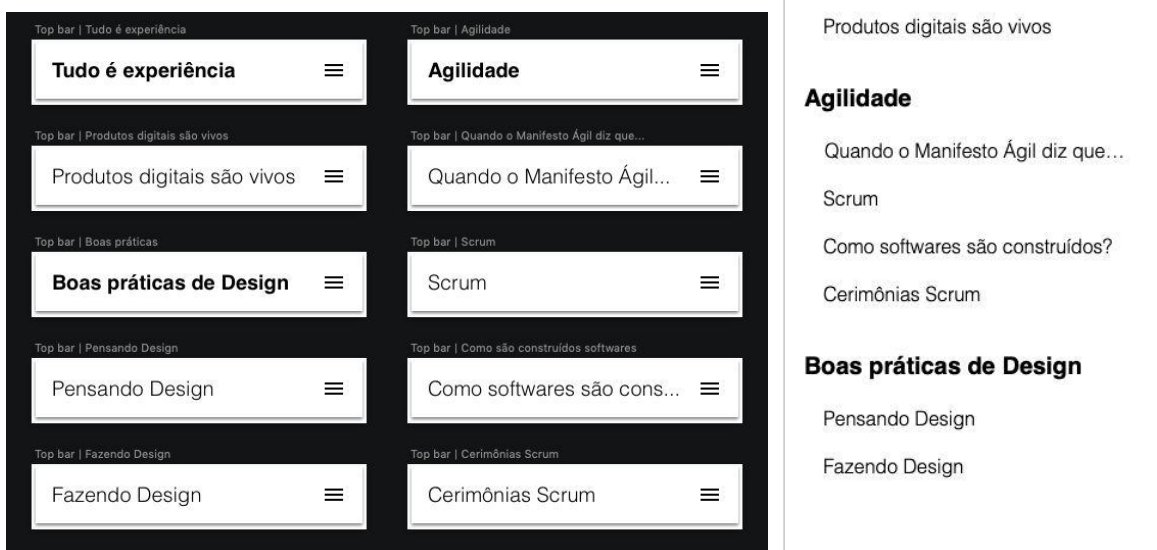 Top bar | Tudo é experiência
Tudo é experiência
Top bar | Produtos digitais são vivos
Produtos digitais são vivos
Top bar | Boas práticas
Boas práticas de Design
Top bar | Pensando Design
Pensando Design
Top bar | Fazendo Design
Fazendo Design
Top bar | Agilidade
Agilidade
Top bar | Quando o Manifesto Ágil diz que...
Quando o Manifesto Ágil...
Top bar | Scrum
Scrum
Top bar | Como são construídos softwares
Como softwares são cons...
Top bar | Cerimônias Scrum
Cerimônias Scrum
Produtos digitais são vivos
Agilidade
Quando o Manifesto Ágil diz que…
Scrum
Como softwares são construídos?
Cerimônias Scrum
Boas práticas de Design
Pensando Design
Fazendo Design